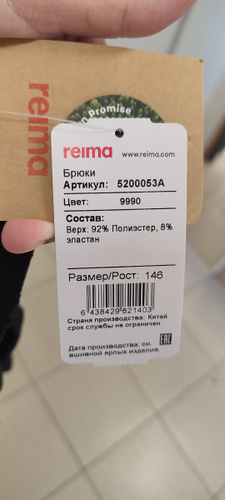 reima
n Promise
reima www.reima.com
Брюки
Артикул: 5200053A
Цвет: 9990
Состав:
Верх: 92% Полиэстер, 8%
эластан
Размер/Рост: 146
6 438429 821403
Страна производства: Китай
срок службы не ограничен
Дата производства: см.
вшивной ярлык изделия.
EAC